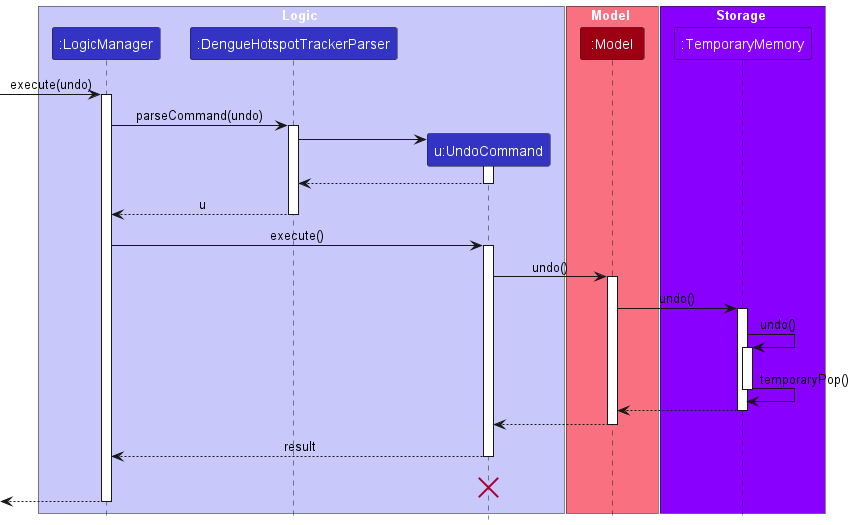 Logic
Model
Storage
:LogicManager
:DengueHotspotTrackerParser
:Model
:TemporaryMemory
execute(undo)
parseCommand(undo)
u:UndoCommand
u
execute()
undo()
undo()
undo()
temporaryPop()
result